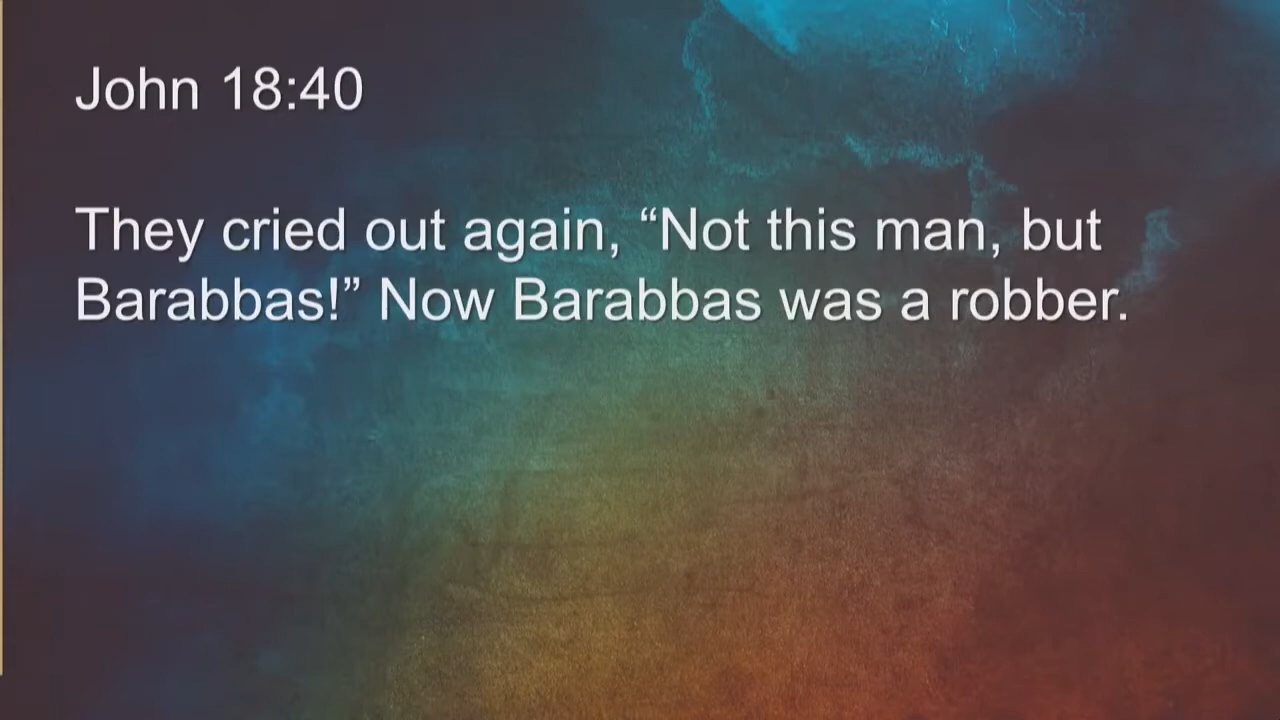 John 18:40
They cried out again, “Not this man, but
Barabbas!” Now Barabbas was a robber.